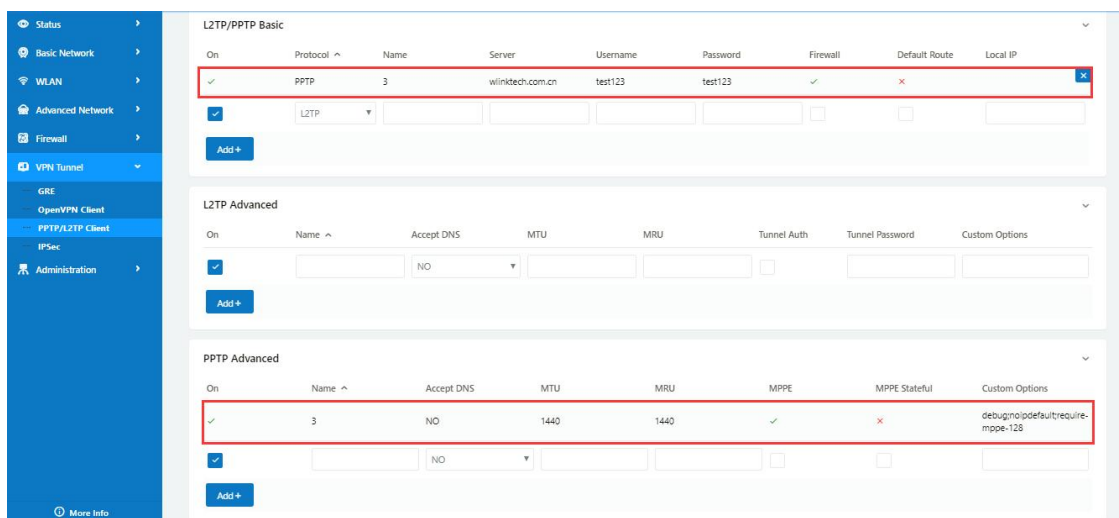 Status
Basic Network
WLAN
Advanced Network
Firewall
VPN Tunnel
GRE
OpenVPN Client
PPTP/L2TP Client
IPSec
Administration
More Info
L2TP/PPTP Basic
On Protocol Name Server Username Password Firewall Default Route Local IP
PPTP 3 wlinktech.com.cn test123 test123
L2TP
Add+
L2TP Advanced
On Name Accept DNS MTU MRU Tunnel Auth Tunnel Password Custom Options
NO
Add+
PPTP Advanced
On Name Accept DNS MTU MRU MPPE MPPE Stateful Custom Options
3 NO 1440 1440 debug;noipdefault;require-
mppe-128
NO
Add+